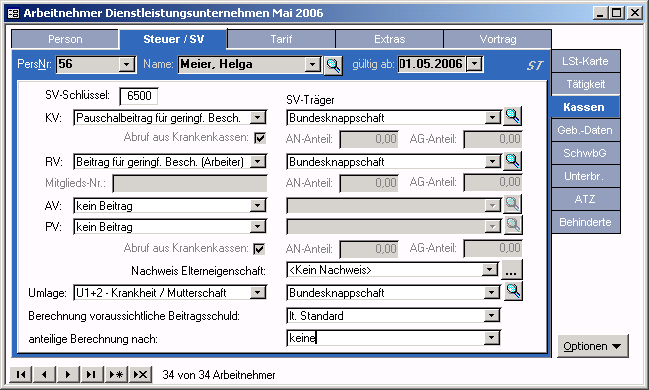 Arbeitnehmer Dienstleistungsunternehmen Mai 2006
Person Steuer / SV Tarif Extras Vortrag
PersNr: 56 Name: Meier, Helga gültig ab: 01.05.2006 ST
LSt-Karte
Tätigkeit
Kassen
Geb.-Daten
SchwbG
Unterbr.
ATZ
Behinderte
SV-Schlüssel: 6500 SV-Träger
KV: Pauschalbeitrag für geringf. Besch. Bundesknappschaft
Abruf aus Krankenkassen: AN-Anteil: 0,00 AG-Anteil: 0,00
RV: Beitrag für geringf. Besch. (Arbeiter) Bundesknappschaft
Mitglieds-Nr.: AN-Anteil: 0,00 AG-Anteil: 0,00
AV: kein Beitrag
PV: kein Beitrag
Abruf aus Krankenkassen: AN-Anteil: 0,00 AG-Anteil: 0,00
Nachweis Elterneigenschaft: <Kein Nachweis> ...
Umlage: U1+2 - Krankheit / Mutterschaft Bundesknappschaft
Berechnung voraussichtliche Beitragsschuld: lt. Standard
anteilige Berechnung nach: keine
Optionen
34 von 34 Arbeitnehmer